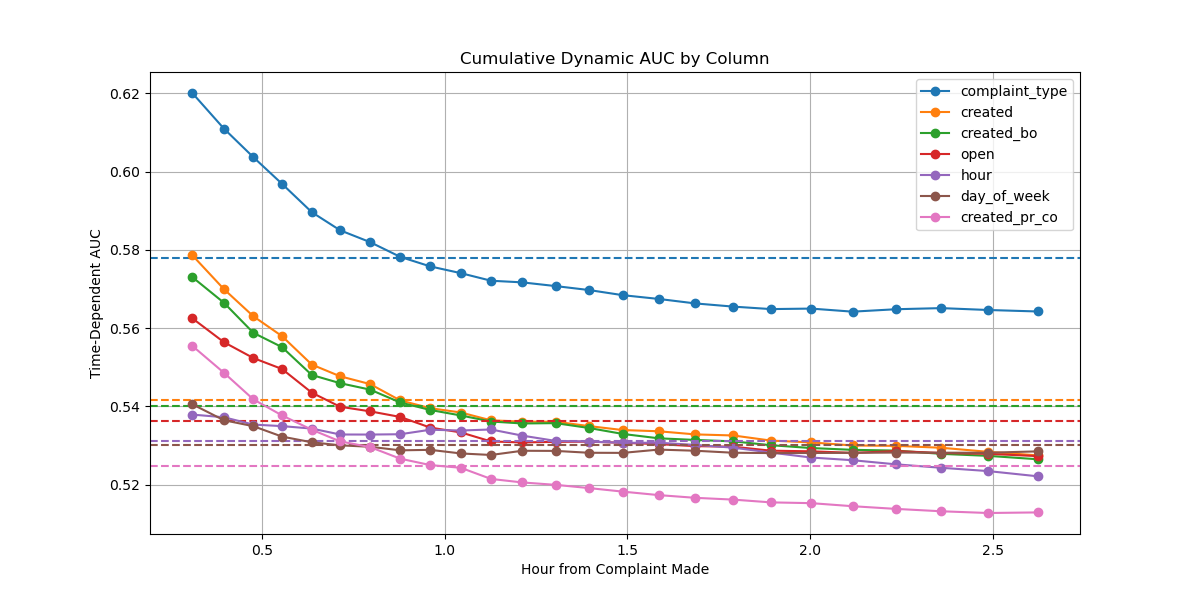 Cumulative Dynamic AUC by Column
Time-Dependent AUC
0.62
0.60
0.58
0.56
0.54
0.52
complaint_type
created
created_bo
open
hour
day_of_week
created_pr_co
0.5
1.0
1.5
2.0
2.5
Hour from Complaint Made